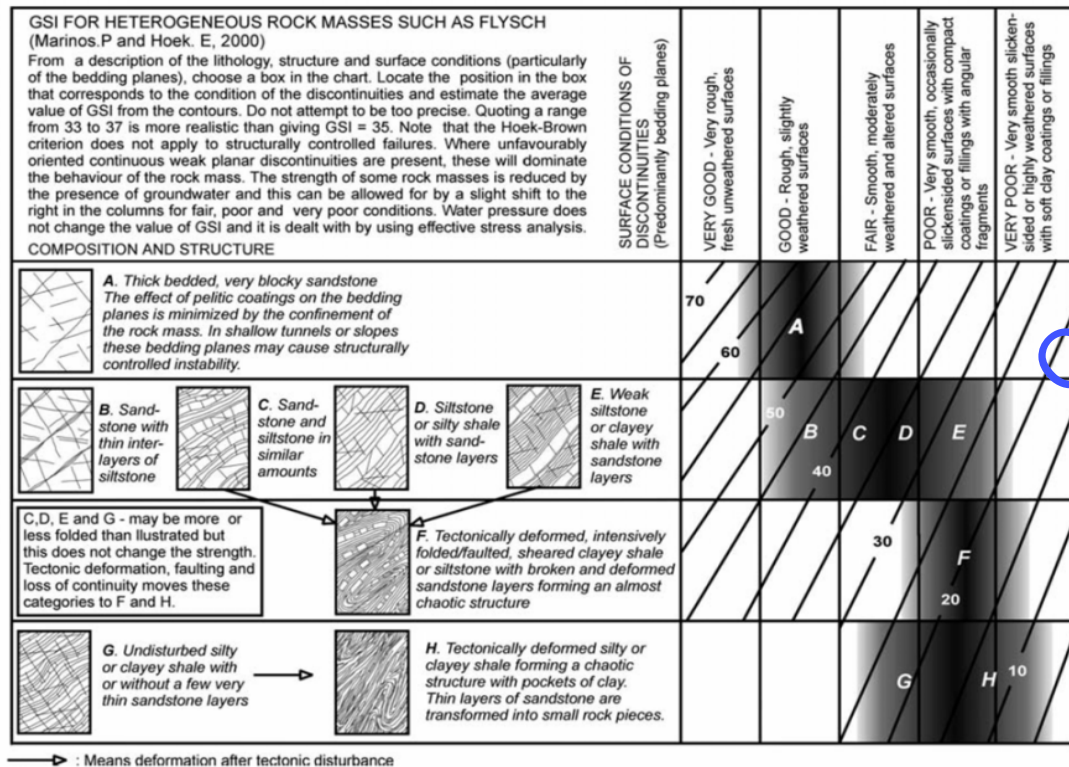 GSI FOR HETEROGENEOUS ROCK MASSES SUCH AS FLYSCH
(Marinos.P and Hoek. E, 2000)
From a description of the lithology, structure and surface conditions (particularly
of the bedding planes), choose a box in the chart. Locate the position in the box
that corresponds to the condition of the discontinuities and estimate the average
value of GSI from the contours. Do not attempt to be too precise. Quoting a range
from 33 to 37 is more realistic than giving GSI = 35. Note that the Hoek-Brown
criterion does not apply to structurally controlled failures. Where unfavourably
oriented continuous weak planar discontinuities are present, these will dominate
the behaviour of the rock mass. The strength of some rock masses is reduced by
the presence of groundwater and this can be allowed for by a slight shift to the
right in the columns for fair, poor and very poor conditions. Water pressure does
not change the value of GSI and it is dealt with by using effective stress analysis.
COMPOSITION AND STRUCTURE
SURFACE CONDITIONS OF
DISCONTINUITIES
(Predominantly bedding planes)
VERY GOOD - Very rough,
fresh unweathered surfaces
GOOD - Rough, slightly
weathered surfaces
FAIR - Smooth, moderately
weathered and altered surfaces
POOR - Very smooth, occasionally
slickensided surfaces with compact
coatings or fillings with angular
fragments
VERY POOR - Very smooth slicken-
sided or highly weathered surfaces
with soft clay coatings or fillings
A. Thick bedded, very blocky sandstone
The effect of pelitic coatings on the bedding
planes is minimized by the confinement of
the rock mass. In shallow tunnels or slopes
these bedding planes may cause structurally
controlled instability.
70
60
A
B. Sand-
stone with
thin inter-
layers of
siltstone
C. Sand-
stone and
siltstone in
similar
amounts
D. Siltstone
or silty shale
with sand-
stone layers
E. Weak
siltstone
or clayey
shale with
sandstone
layers
50
B
C
D
E
40
C,D, E and G - may be more or
less folded than Ilustrated but
this does not change the strength.
Tectonic deformation, faulting and
loss of continuity moves these
categories to F and H.
F. Tectonically deformed, intensively
folded/faulted, sheared clayey shale
or siltstone with broken and deformed
sandstone layers forming an almost
chaotic structure
30
F
20
G. Undisturbed silty
or clayey shale with
or without a few very
thin sandstone layers
H. Tectonically deformed silty or
clayey shale forming a chaotic
structure with pockets of clay.
Thin layers of sandstone are
transformed into small rock pieces.
G
H
10
: Means deformation after tectonic disturbance